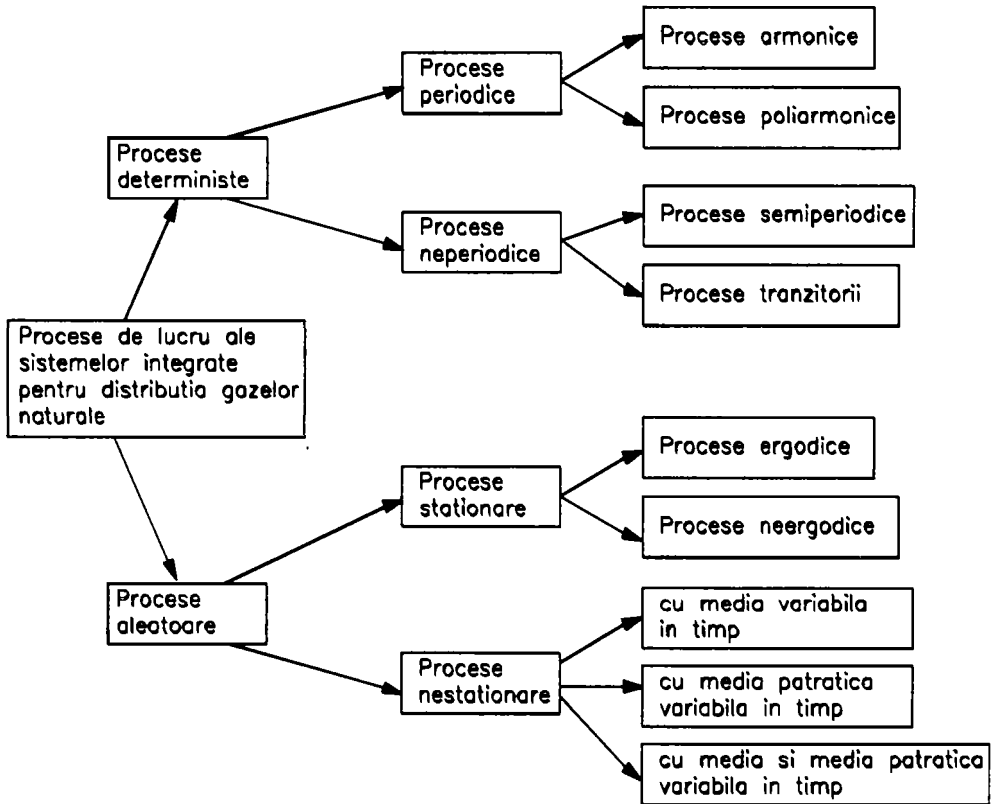 Procese armonice
Procese
periodice
Procese poliarmonice
Procese
deterministe
Procese semiperiodice
Procese
neperiodice
Procese tranzitorii
Procese de lucru ale
sistemelor integrate
pentru distributia gazelor
naturale
Procese ergodice
Procese
stationare
Procese neergodice
Procese
aleatoare
cu media variabila
in timp
Procese
nestationare
cu media patratica
variabila in timp
cu media si media patratica
variabila in timp